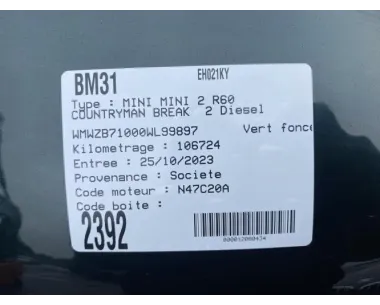 EH021KY
BM31
Type : MINI MINI 2 R60
COUNTRYMAN BREAK 2 Diesel
WMWZB71000WL99897 Vert fonce
Kilometrage : 106724
Entree : 25/10/2023
Provenance : Societe
Code moteur : N47C20A
Code boite :
2392